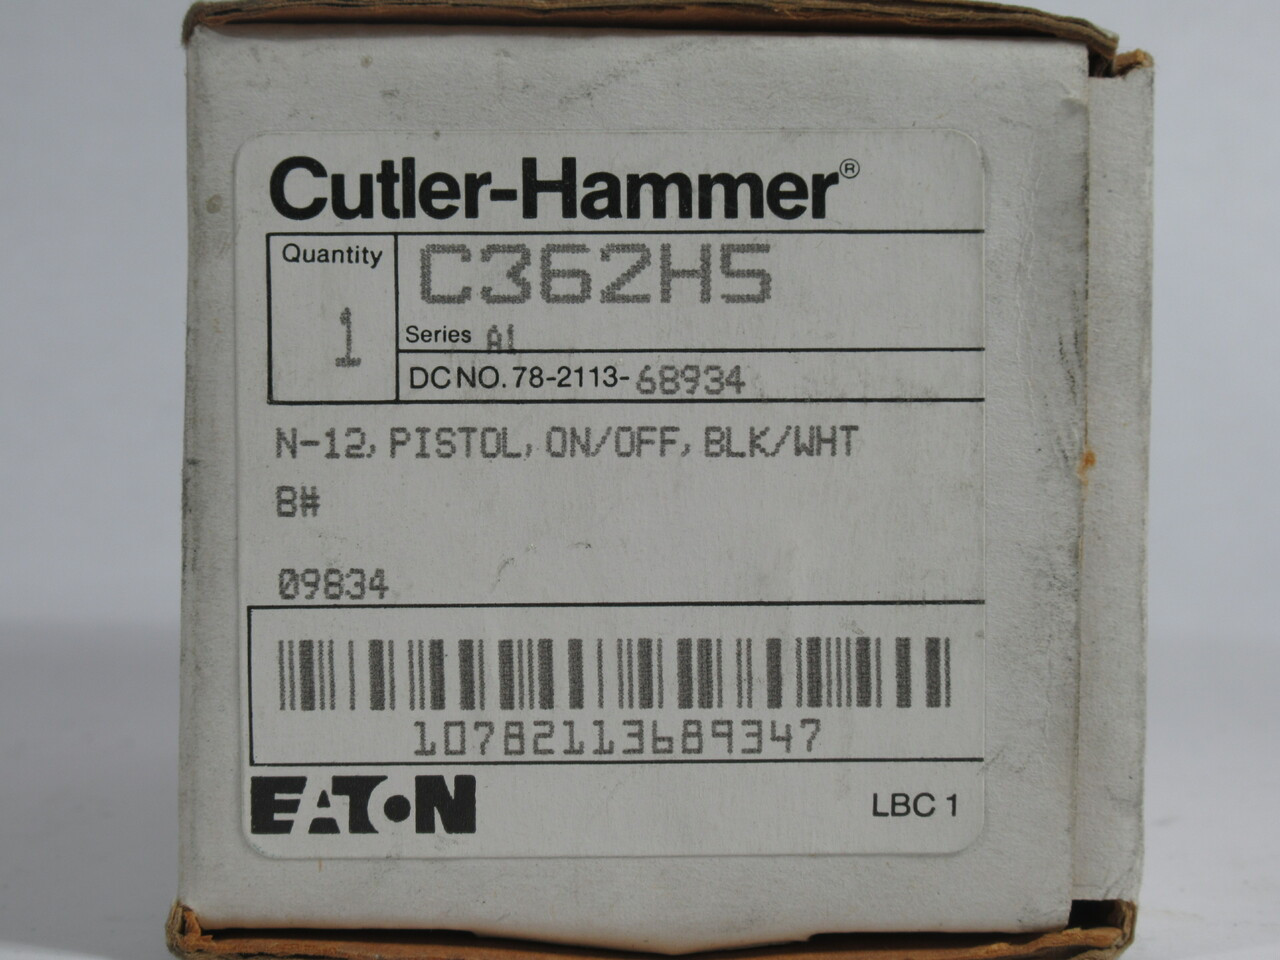 Cutler-Hammer®
Quantity
C362H5
1
Series A1
DC NO. 78-2113-68934
N-12, PISTOL, ON/OFF, BLK/WHT
B#
09834
10782113689347
EATON
LBC 1